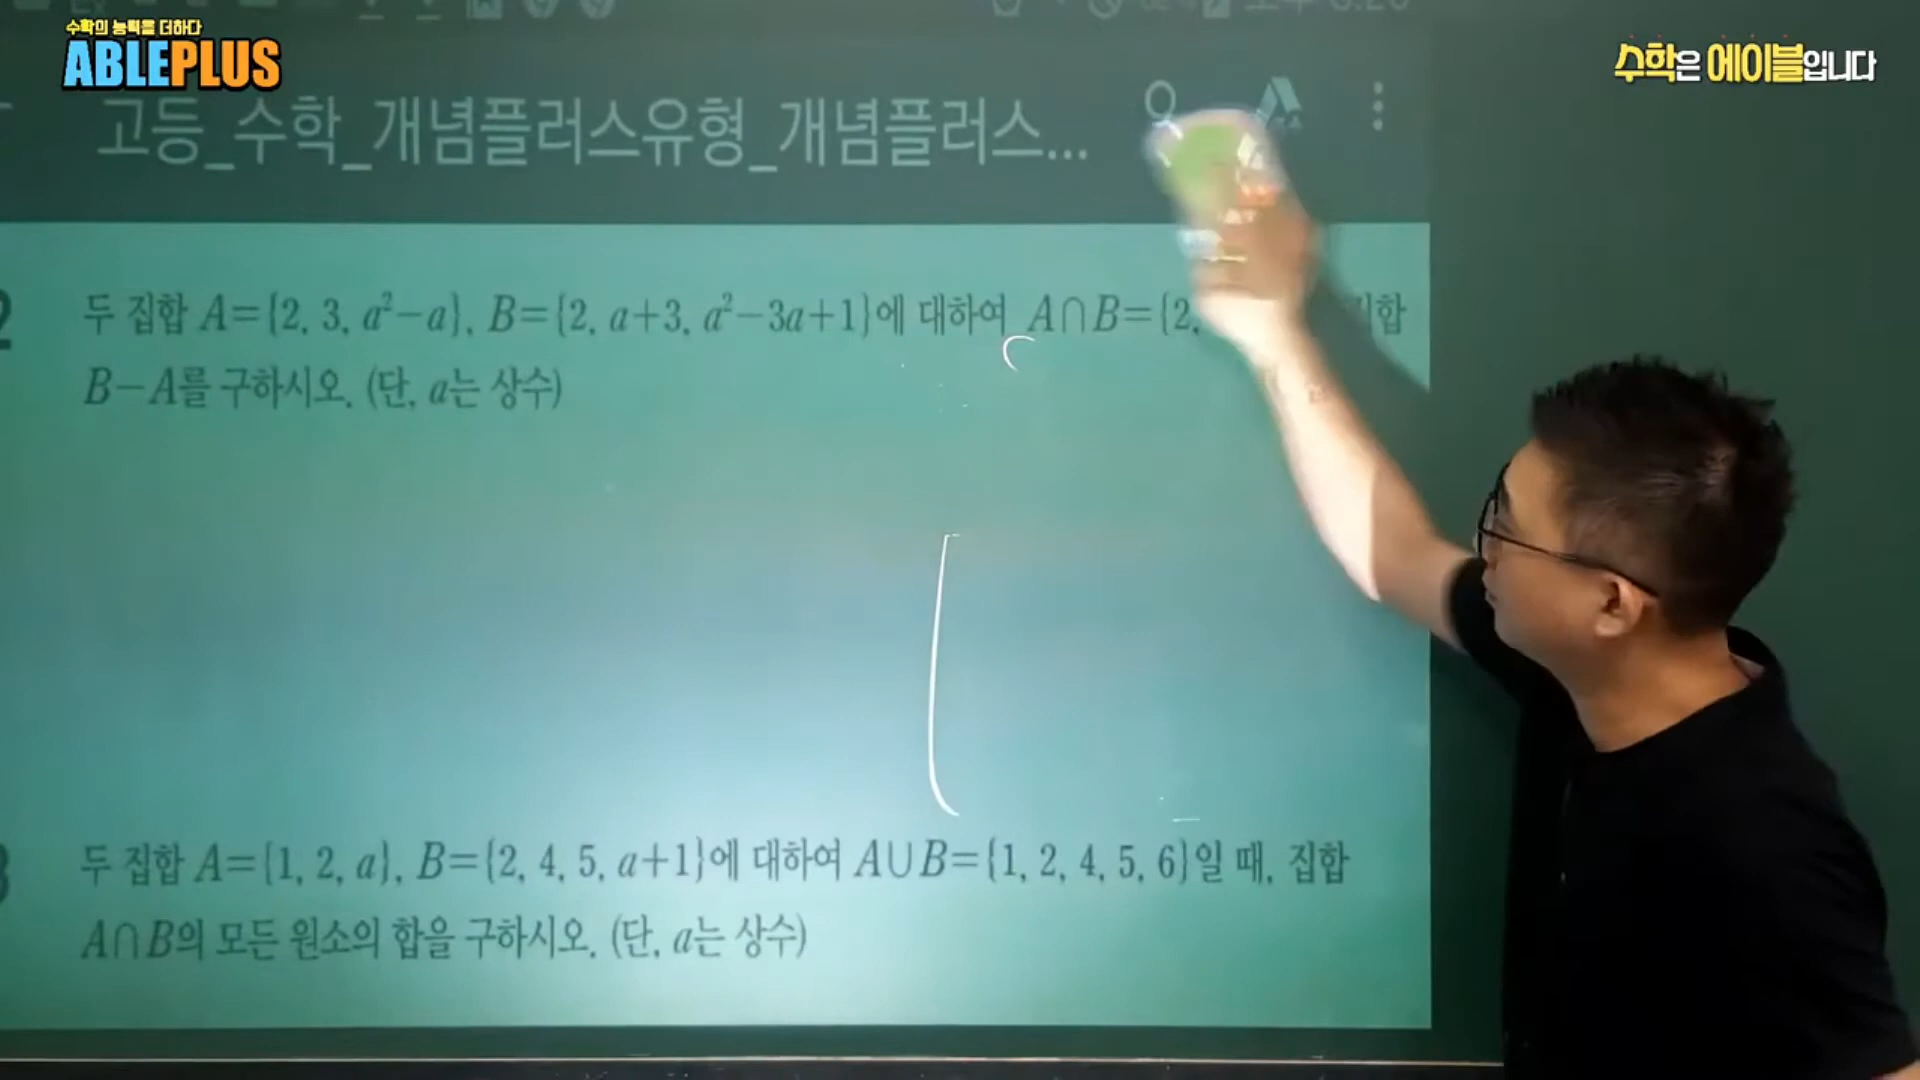 수학의 능력을 더하다
ABLEPLUS
수학은 에이블입니다
고등_수학_개념플러스유형_개념플러스...
2 두 집합 A={2, 3, a²-a}, B={2, a+3, a²-3a+1}에 대하여 A∩B={2, 집합
B-A를 구하시오. (단, a는 상수)
두 집합 A={1, 2, a}, B={2, 4, 5, a+1}에 대하여 A∪B={1, 2, 4, 5, 6}일 때, 집합
A∩B의 모든 원소의 합을 구하시오. (단, a는 상수)